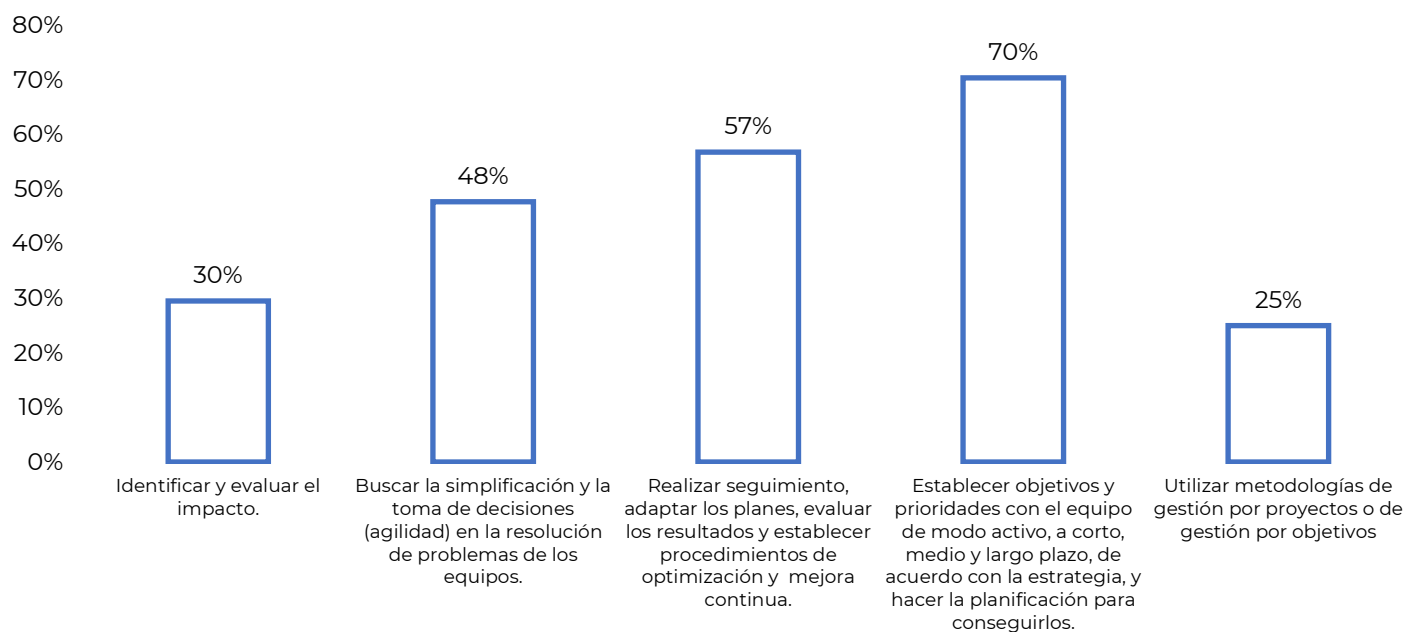 80%
70%
60%
50%
40%
30%
20%
10%
0%
30%
48%
57%
70%
25%
Identificar y evaluar el
impacto.
Buscar la simplificación y la
toma de decisiones
(agilidad) en la resolución
de problemas de los
equipos.
Realizar seguimiento,
adaptar los planes, evaluar
los resultados y establecer
procedimientos de
optimización y  mejora
continua.
Establecer objetivos y
prioridades con el equipo
de modo activo, a corto,
medio y largo plazo, de
acuerdo con la estrategia, y
hacer la planificación para
conseguirlos.
Utilizar metodologías de
gestión por proyectos o de
gestión por objetivos